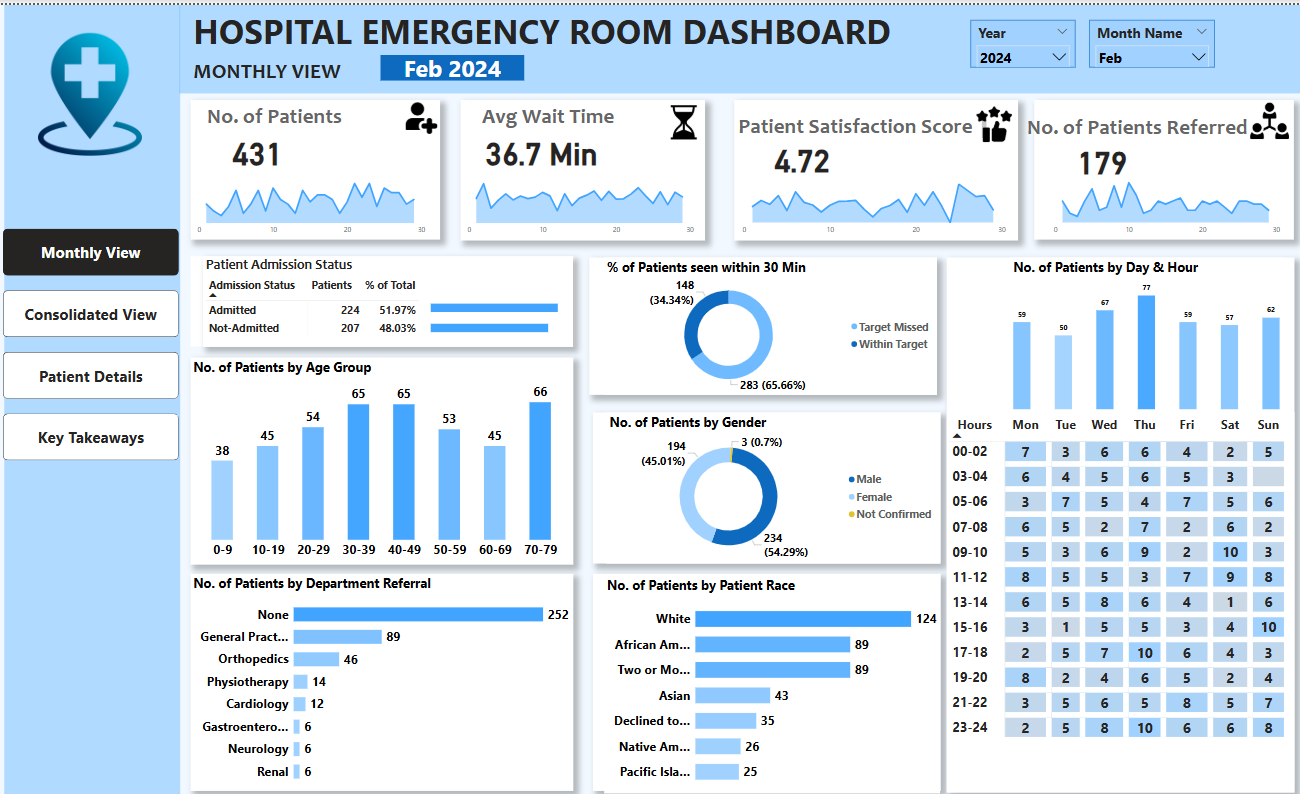 HOSPITAL EMERGENCY ROOM DASHBOARD
MONTHLY VIEW
Feb 2024
Year
2024
Month Name
Feb
Monthly View
Consolidated View
Patient Details
Key Takeaways
No. of Patients
431
0 10 20 30
Avg Wait Time
36.7 Min
0 10 20 30
Patient Satisfaction Score
4.72
0 10 20 30
No. of Patients Referred
179
0 10 20 30
Patient Admission Status
Admission Status Patients % of Total
Admitted 224 51.97%
Not-Admitted 207 48.03%
% of Patients seen within 30 Min
148
(34.34%)
283 (65.66%)
Target Missed
Within Target
No. of Patients by Age Group
38 45 54 65 65 53 45 66
0-9 10-19 20-29 30-39 40-49 50-59 60-69 70-79
No. of Patients by Gender
194
(45.01%)
3 (0.7%)
234
(54.29%)
Male
Female
Not Confirmed
No. of Patients by Department Referral
None 252
General Pract... 89
Orthopedics 46
Physiotherapy 14
Cardiology 12
Gastroentero... 6
Neurology 6
Renal 6
No. of Patients by Patient Race
White 124
African Am... 89
Two or Mo... 89
Asian 43
Declined to... 35
Native Am... 26
Pacific Isla... 25
No. of Patients by Day & Hour
59 50 67 77 59 57 62
Hours Mon Tue Wed Thu Fri Sat Sun
00-02 7 3 6 6 4 2 5
03-04 6 4 5 6 5 3
05-06 3 7 5 4 7 5 6
07-08 6 5 2 7 2 6 2
09-10 5 3 6 9 2 10 3
11-12 8 5 5 3 7 9 8
13-14 6 5 8 6 4 1 6
15-16 3 1 5 5 3 4 10
17-18 2 5 7 10 6 4 3
19-20 8 2 4 6 5 2 4
21-22 3 5 6 5 8 5 7
23-24 2 5 8 10 6 6 8